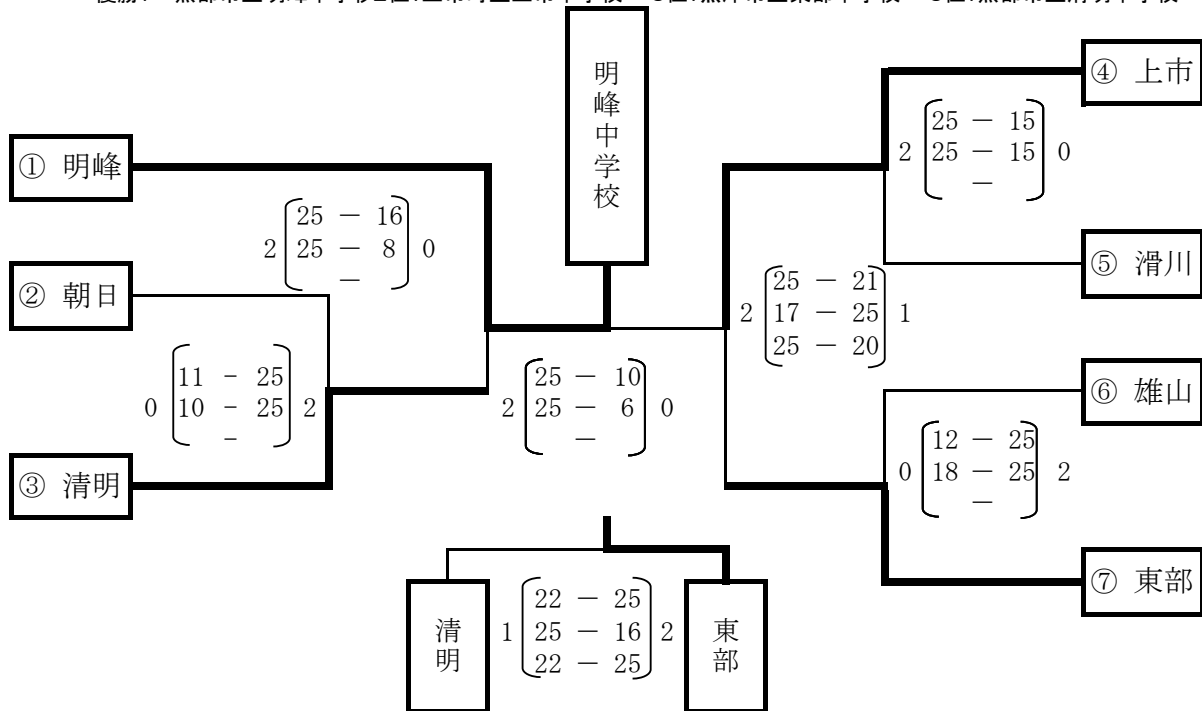 明峰中学校
① 明峰
② 朝日
③ 清明
2 25 － 16 0
25 － 8
－
0 11 - 25 2
10 - 25
-
2 25 － 10 0
25 － 6
－
④ 上市
⑤ 滑川
⑥ 雄山
⑦ 東部
2 25 － 15 0
25 － 15
－
2 25 － 21 1
17 － 25
25 － 20
0 12 － 25 2
18 － 25
－
清明
1 22 － 25 2
25 － 16
22 － 25
東部